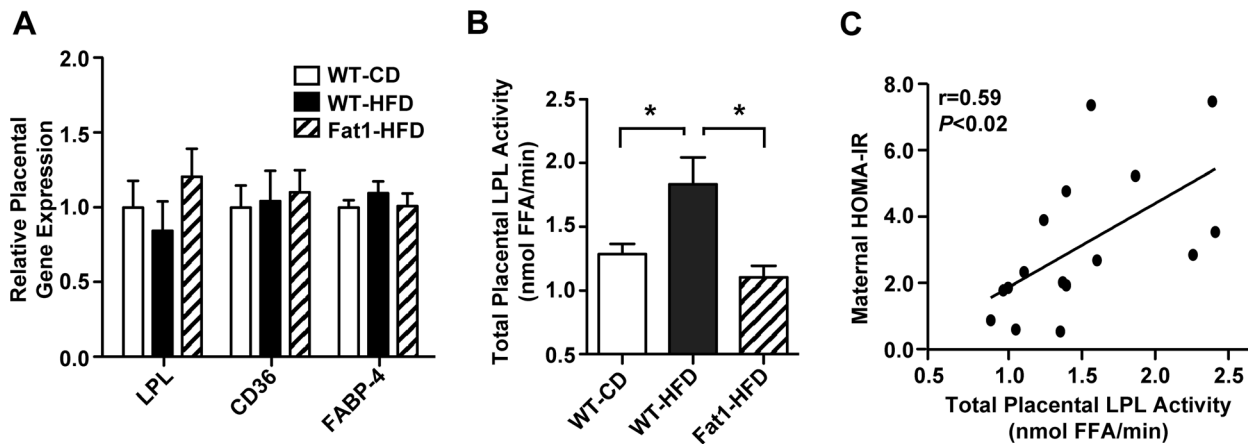 A
Relative Placental
Gene Expression
2.0
1.5
1.0
0.5
0.0
WT-CD
WT-HFD
Fat1-HFD
LPL
CD36
FABP-4
B
Total Placental LPL Activity
(nmol FFA/min)
2.5
2.0
1.5
1.0
0.5
*
*
WT-CD
WT-HFD
Fat1-HFD
C
Maternal HOMA-IR
8.0
6.0
4.0
2.0
0.0
r=0.59
P<0.02
0.5
1.0
1.5
2.0
2.5
Total Placental LPL Activity
(nmol FFA/min)